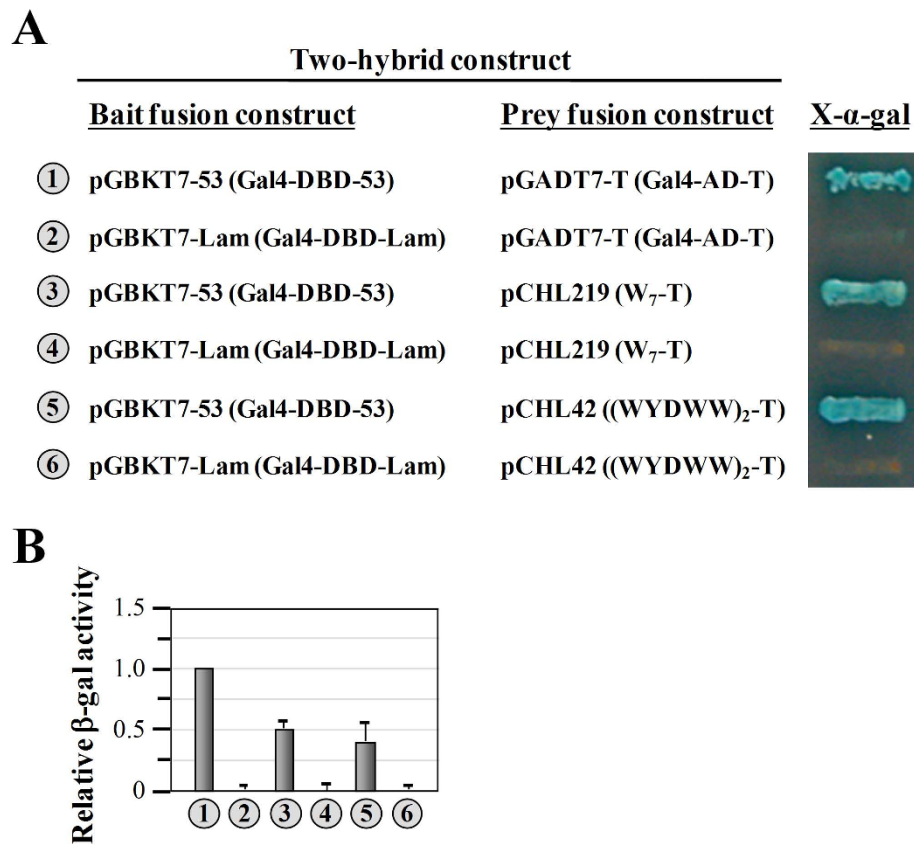 A
Two-hybrid construct
Bait fusion construct Prey fusion construct X-α-gal
1 pGBKT7-53 (Gal4-DBD-53) pGADT7-T (Gal4-AD-T)
2 pGBKT7-Lam (Gal4-DBD-Lam) pGADT7-T (Gal4-AD-T)
3 pGBKT7-53 (Gal4-DBD-53) pCHL219 (W₇-T)
4 pGBKT7-Lam (Gal4-DBD-Lam) pCHL219 (W₇-T)
5 pGBKT7-53 (Gal4-DBD-53) pCHL42 ((WYDWW)₂-T)
6 pGBKT7-Lam (Gal4-DBD-Lam) pCHL42 ((WYDWW)₂-T)
B
Relative β-gal activity
1.5
1.0
0.5
0
1 2 3 4 5 6